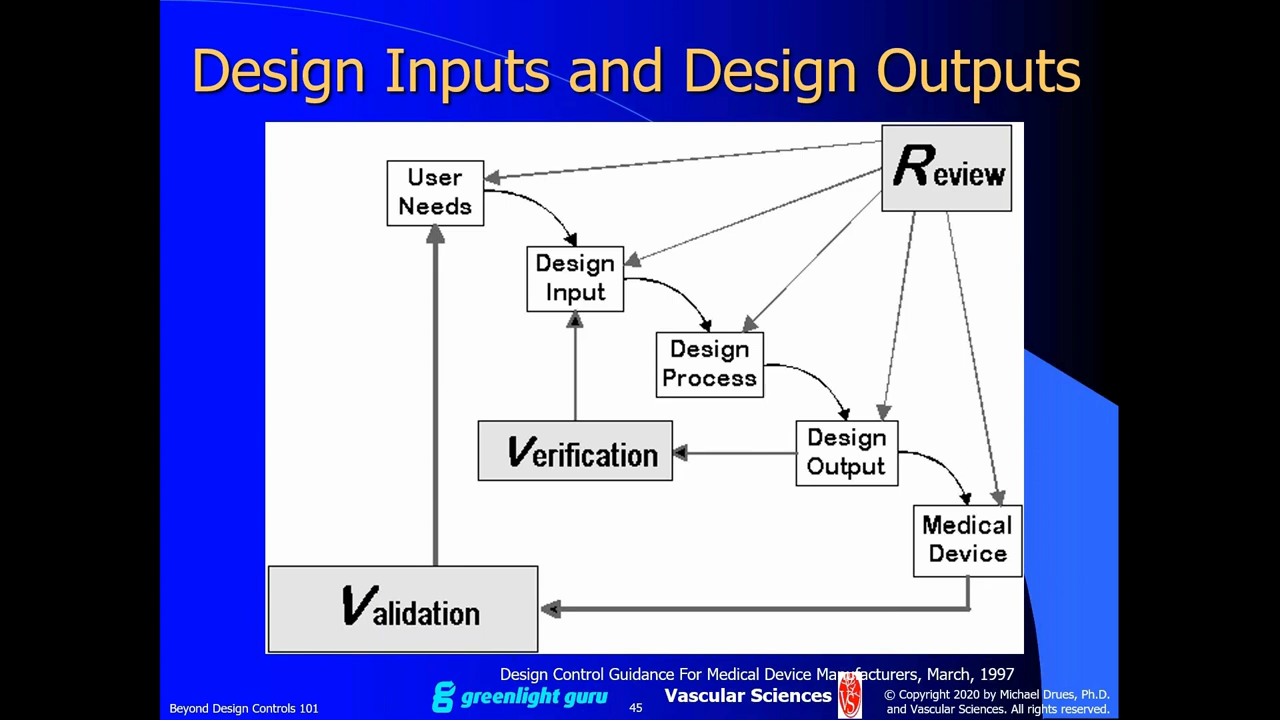 Design Inputs and Design Outputs
Review
User
Needs
Design
Input
Design
Process
Design
Output
Verification
Medical
Device
Validation
Design Control Guidance For Medical Device Manufacturers, March, 1997
Beyond Design Controls 101
greenlight guru
45
Vascular Sciences
VS
© Copyright 2020 by Michael Drues, Ph.D.
and Vascular Sciences. All rights reserved.